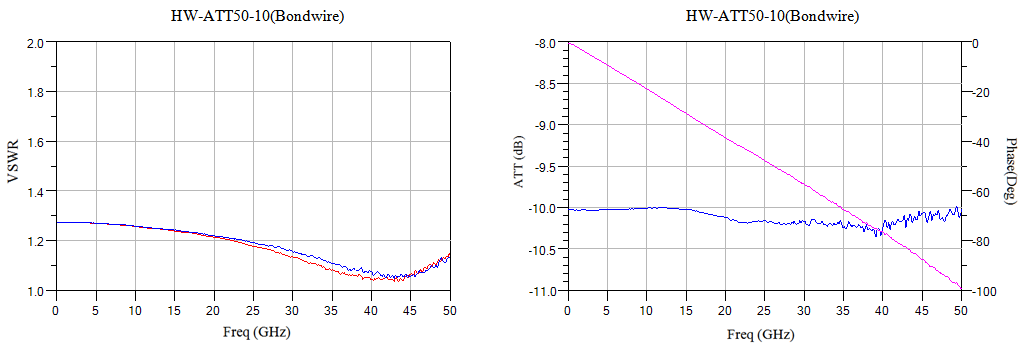 HW-ATT50-10(Bondwire)
VSWR
2.0
1.8
1.6
1.4
1.2
1.0
0 5 10 15 20 25 30 35 40 45 50
Freq (GHz)
HW-ATT50-10(Bondwire)
ATT (dB)
-8.0
-8.5
-9.0
-9.5
-10.0
-10.5
-11.0
0
-20
-40
-60
-80
-100
Phase(Deg)
0 5 10 15 20 25 30 35 40 45 50
Freq (GHz)